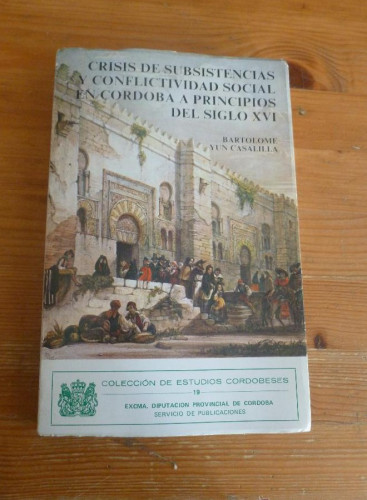 CRISIS DE SUBSISTENCIAS
Y CONFLICTIVIDAD SOCIAL
EN CORDOBA A PRINCIPIOS
DEL SIGLO XVI
BARTOLOME
YUN CASALILLA
COLECCIÓN DE ESTUDIOS CORDOBESES
19
EXCMA. DIPUTACION PROVINCIAL DE CORDOBA
SERVICIO DE PUBLICACIONES